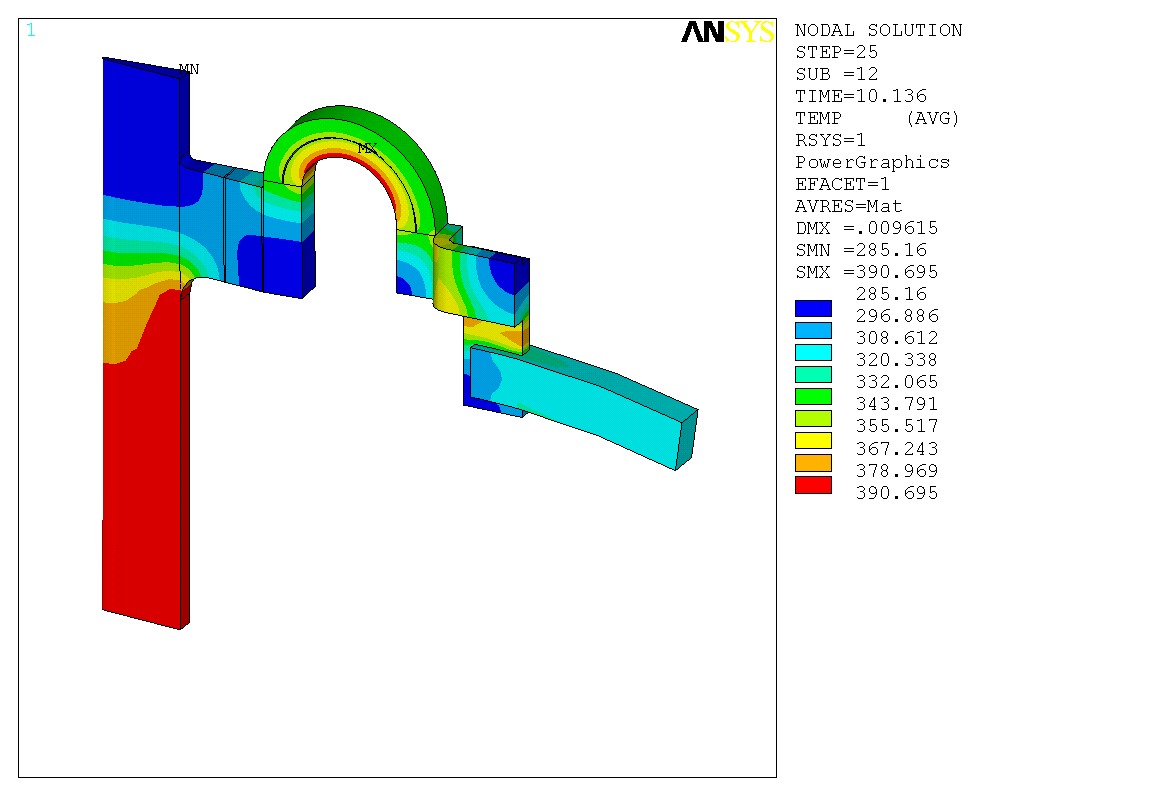 1
ANSYS
MN
MX
NODAL SOLUTION
STEP=25
SUB =12
TIME=10.136
TEMP (AVG)
RSYS=1
PowerGraphics
EFACET=1
AVRES=Mat
DMX =.009615
SMN =285.16
SMX =390.695
285.16
296.886
308.612
320.338
332.065
343.791
355.517
367.243
378.969
390.695